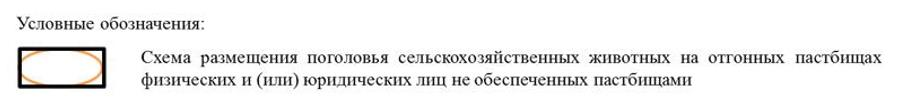 Условные обозначения:
Схема размещения поголовья сельскохозяйственных животных на отгонных пастбищах
физических и (или) юридических лиц не обеспеченных пастбищами